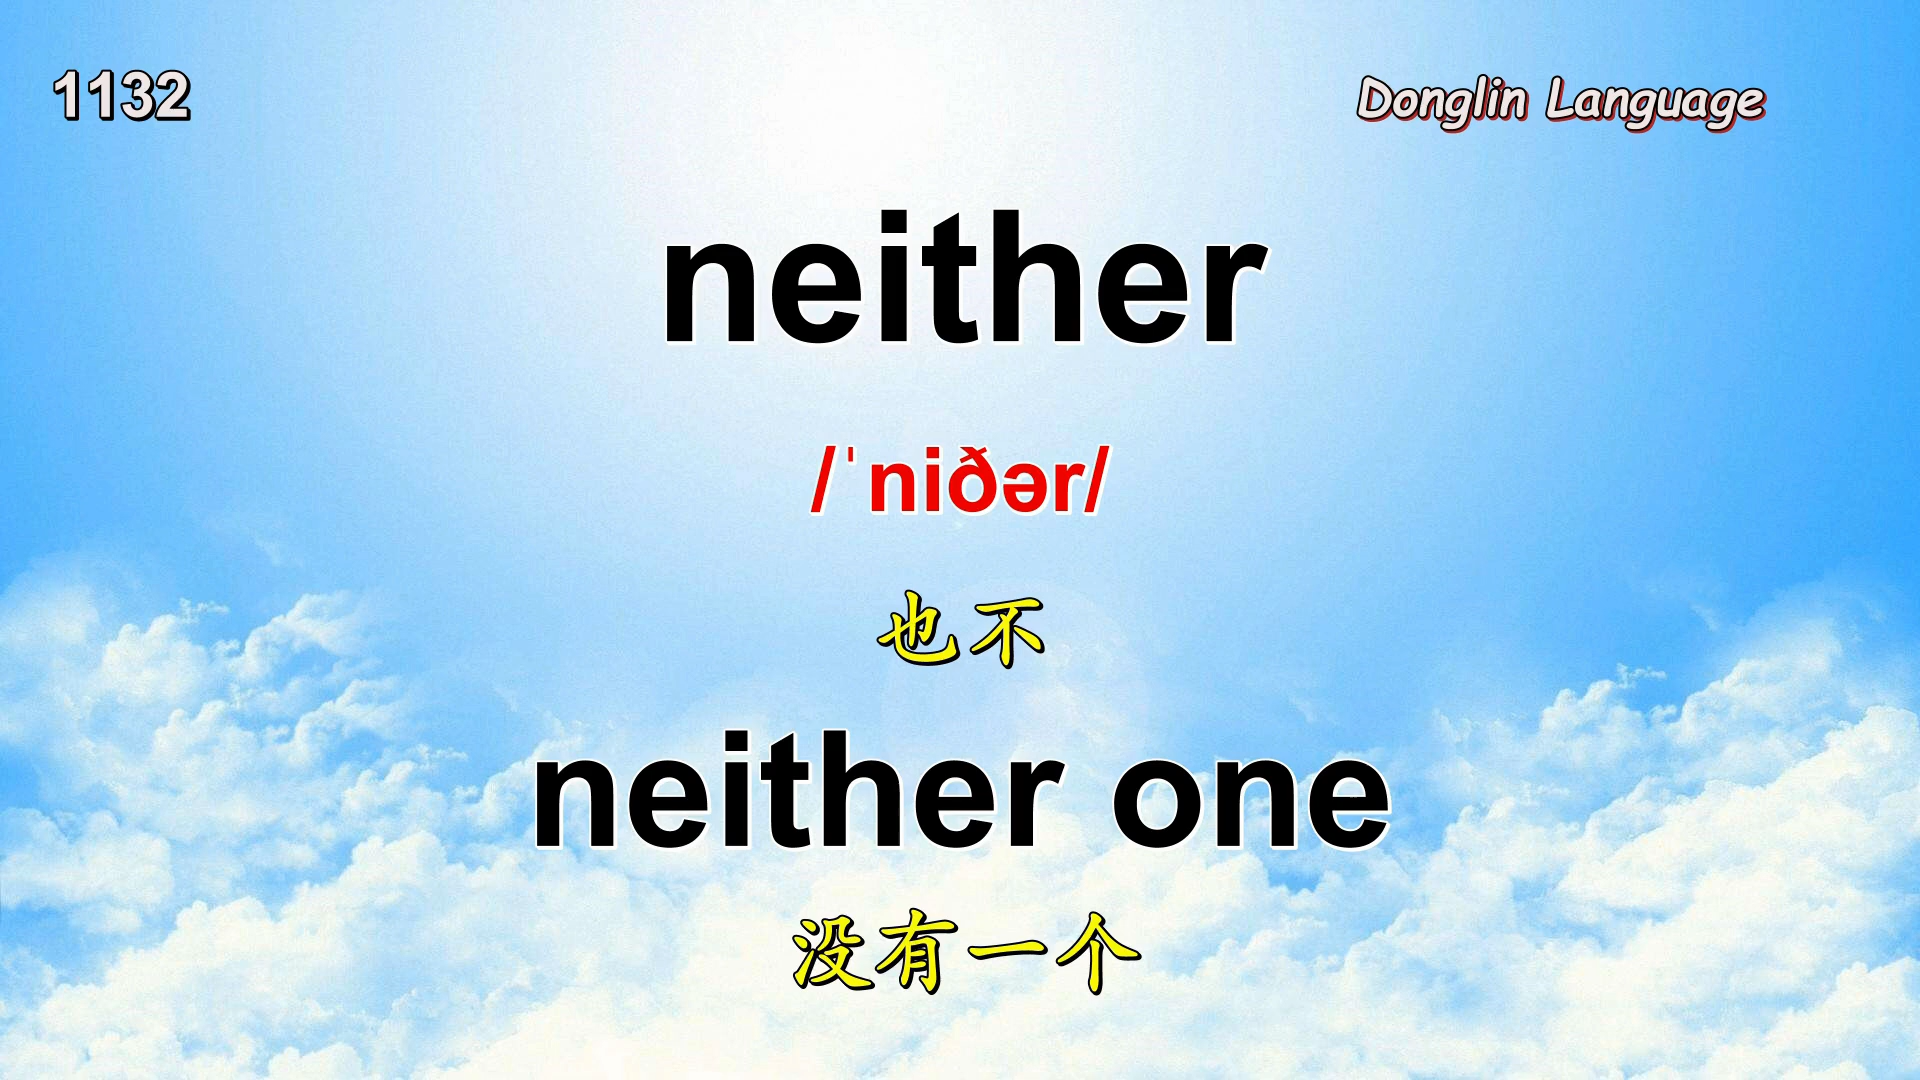 1132
Donglin Language
neither
/ˈniðər/
也不
neither one
没有一个